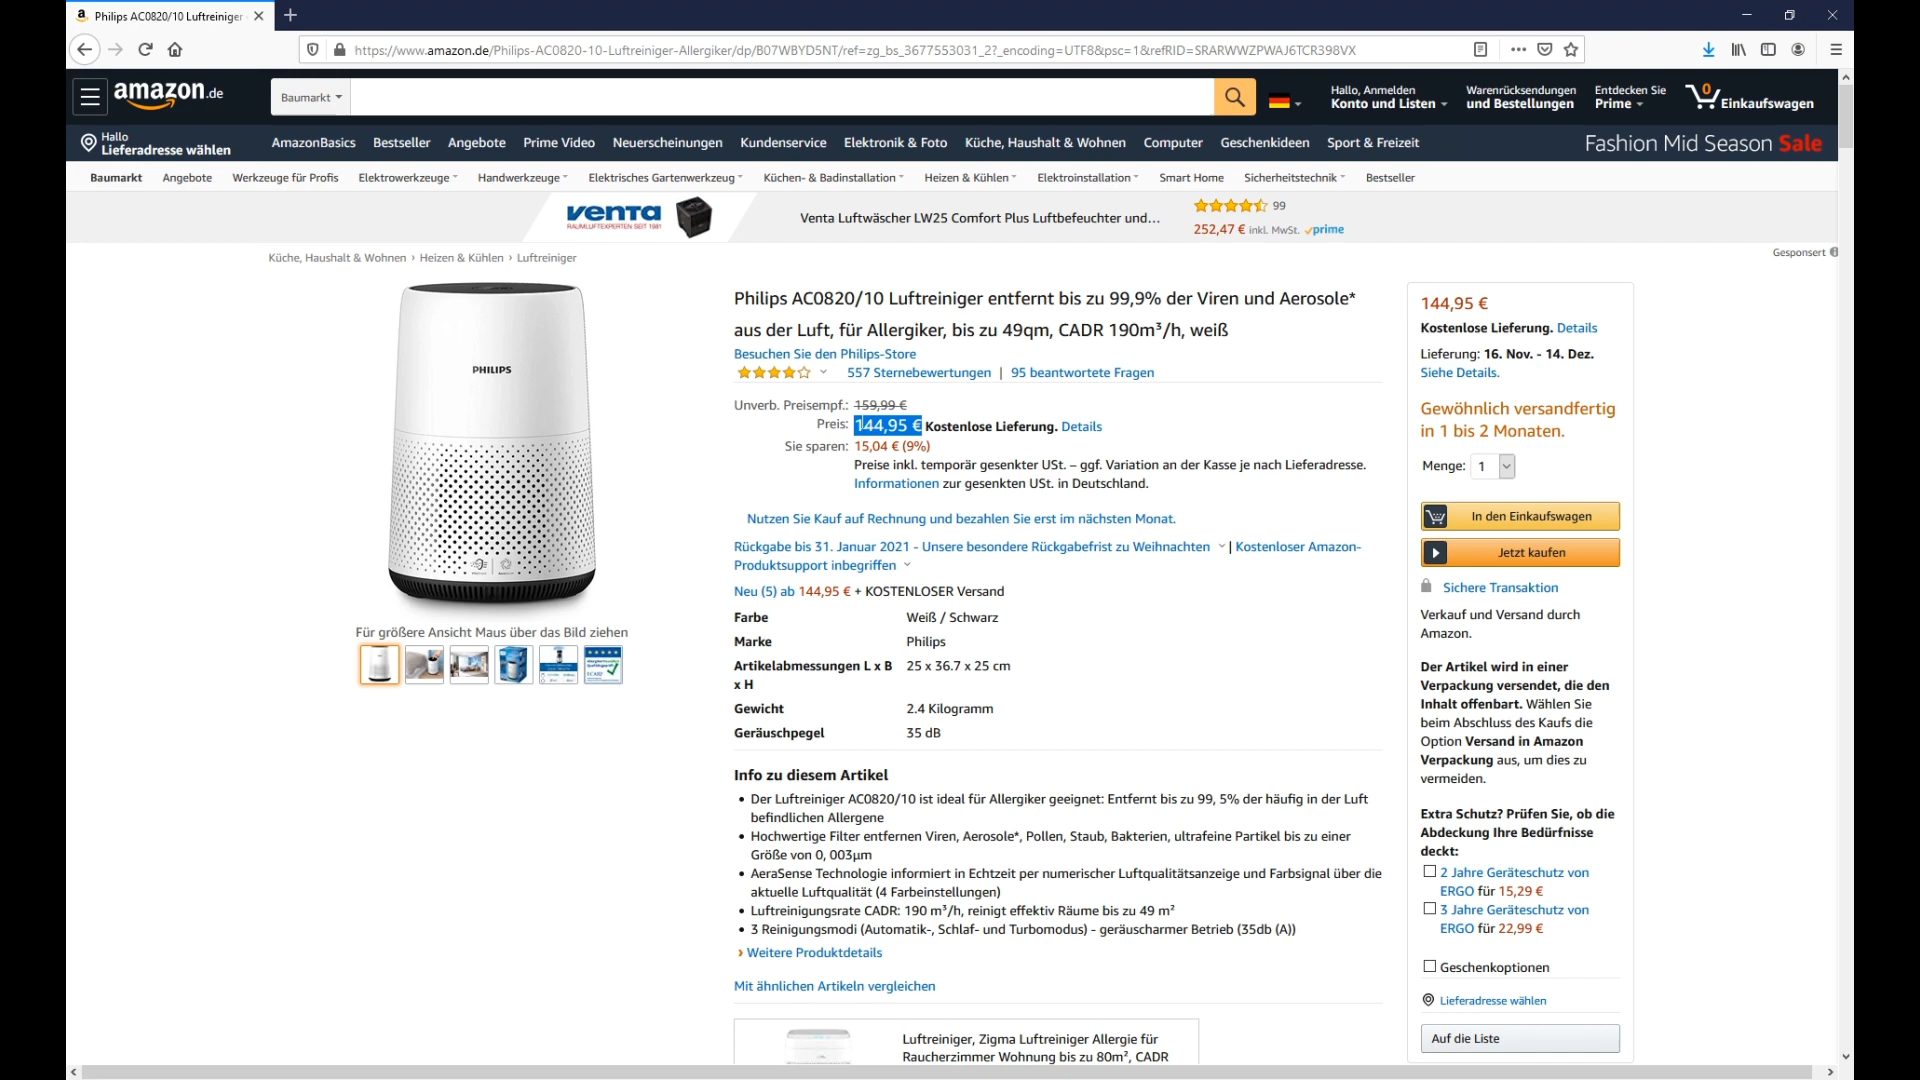 Philips AC0820/10 Luftreiniger
https://www.amazon.de/Philips-AC0820-10-Luftreiniger-Allergiker/dp/B07WBYD5NT/ref=zg_bs_3677553031_2?_encoding=UTF8&psc=1&refRID=SRARWWZPWAJ6TCR398VX
amazon.de
Baumarkt
Hallo, Anmelden
Konto und Listen
Warenrücksendungen
und Bestellungen
Entdecken Sie
Prime
0
Einkaufswagen
Hallo
Lieferadresse wählen
AmazonBasics Bestseller Angebote Prime Video Neuerscheinungen Kundenservice Elektronik & Foto Küche, Haushalt & Wohnen Computer Geschenkideen Sport & Freizeit
Fashion Mid Season Sale
Baumarkt Angebote Werkzeuge für Profis Elektrowerkzeuge Handwerkzeuge Elektrisches Gartenwerkzeug Küchen- & Badinstallation Heizen & Kühlen Elektroinstallation Smart Home Sicherheitstechnik Bestseller
venta
RAUMLUFTEXPERTEN SEIT 1981
Venta Luftwäscher LW25 Comfort Plus Luftbefeuchter und…
99
252,47 € inkl. MwSt. prime
Gesponsert
Küche, Haushalt & Wohnen › Heizen & Kühlen › Luftreiniger
PHILIPS
Für größere Ansicht Maus über das Bild ziehen
Philips AC0820/10 Luftreiniger entfernt bis zu 99,9% der Viren und Aerosole*
aus der Luft, für Allergiker, bis zu 49qm, CADR 190m³/h, weiß
Besuchen Sie den Philips-Store
557 Sternebewertungen | 95 beantwortete Fragen
Unverb. Preisempf.: 159,99 €
Preis: 144,95 € Kostenlose Lieferung. Details
Sie sparen: 15,04 € (9%)
Preise inkl. temporär gesenkter USt. – ggf. Variation an der Kasse je nach Lieferadresse.
Informationen zur gesenkten USt. in Deutschland.
Nutzen Sie Kauf auf Rechnung und bezahlen Sie erst im nächsten Monat.
Rückgabe bis 31. Januar 2021 - Unsere besondere Rückgabefrist zu Weihnachten | Kostenloser Amazon-
Produktsupport inbegriffen
Neu (5) ab 144,95 € + KOSTENLOSER Versand
Farbe Weiß / Schwarz
Marke Philips
Artikelabmessungen L x B 25 x 36.7 x 25 cm
x H
Gewicht 2.4 Kilogramm
Geräuschpegel 35 dB
Info zu diesem Artikel
• Der Luftreiniger AC0820/10 ist ideal für Allergiker geeignet: Entfernt bis zu 99, 5% der häufig in der Luft
befindlichen Allergene
• Hochwertige Filter entfernen Viren, Aerosole*, Pollen, Staub, Bakterien, ultrafeine Partikel bis zu einer
Größe von 0, 003µm
• AeraSense Technologie informiert in Echtzeit per numerischer Luftqualitätsanzeige und Farbsignal über die
aktuelle Luftqualität (4 Farbeinstellungen)
• Luftreinigungsrate CADR: 190 m³/h, reinigt effektiv Räume bis zu 49 m²
• 3 Reinigungsmodi (Automatik-, Schlaf- und Turbomodus) - geräuscharmer Betrieb (35db (A))
› Weitere Produktdetails
Mit ähnlichen Artikeln vergleichen
Luftreiniger, Zigma Luftreiniger Allergie für
Raucherzimmer Wohnung bis zu 80m², CADR
144,95 €
Kostenlose Lieferung. Details
Lieferung: 16. Nov. - 14. Dez.
Siehe Details.
Gewöhnlich versandfertig
in 1 bis 2 Monaten.
Menge: 1
In den Einkaufswagen
Jetzt kaufen
Sichere Transaktion
Verkauf und Versand durch
Amazon.
Der Artikel wird in einer
Verpackung versendet, die den
Inhalt offenbart. Wählen Sie
beim Abschluss des Kaufs die
Option Versand in Amazon
Verpackung aus, um dies zu
vermeiden.
Extra Schutz? Prüfen Sie, ob die
Abdeckung Ihre Bedürfnisse
deckt:
2 Jahre Geräteschutz von
ERGO für 15,29 €
3 Jahre Geräteschutz von
ERGO für 22,99 €
Geschenkoptionen
Lieferadresse wählen
Auf die Liste